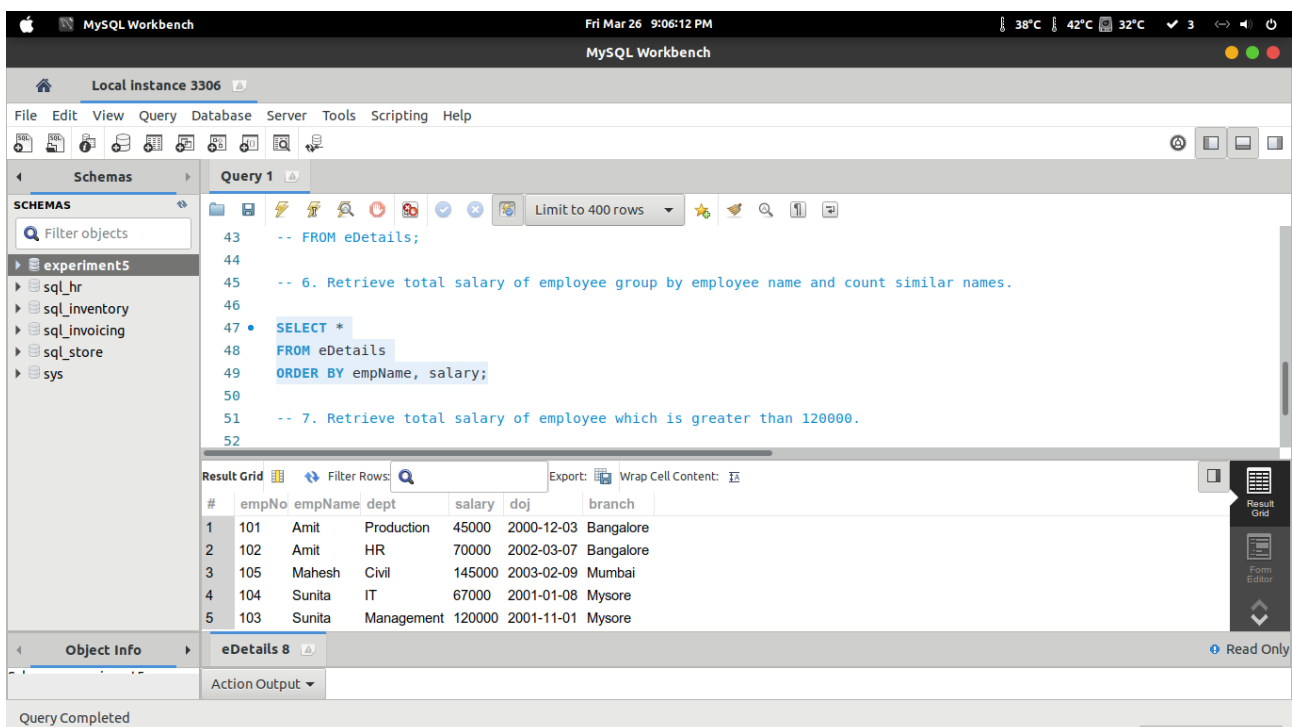 MySQL Workbench Fri Mar 26 9:06:12 PM 38°C 42°C 32°C 3
MySQL Workbench
Local instance 3306
File Edit View Query Database Server Tools Scripting Help
Schemas
Query 1
SCHEMAS
Limit to 400 rows
Filter objects
experiment5
sql_hr
sql_inventory
sql_invoicing
sql_store
sys
43 -- FROM eDetails;
44
45 -- 6. Retrieve total salary of employee group by employee name and count similar names.
46
47 SELECT *
48 FROM eDetails
49 ORDER BY empName, salary;
50
51 -- 7. Retrieve total salary of employee which is greater than 120000.
52
Result Grid Filter Rows: Export: Wrap Cell Content:
# empNo empName dept salary doj branch
1 101 Amit Production 45000 2000-12-03 Bangalore
2 102 Amit HR 70000 2002-03-07 Bangalore
3 105 Mahesh Civil 145000 2003-02-09 Mumbai
4 104 Sunita IT 67000 2001-01-08 Mysore
5 103 Sunita Management 120000 2001-11-01 Mysore
Result
Grid
Form
Editor
Object Info
eDetails 8
Read Only
Action Output
Query Completed